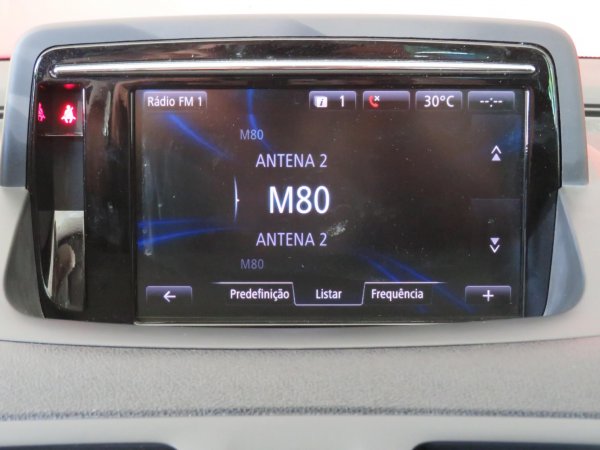 Rádio FM 1
i 1
30°C
--:--
M80
ANTENA 2
M80
ANTENA 2
M80
Predefinição Listar Frequência